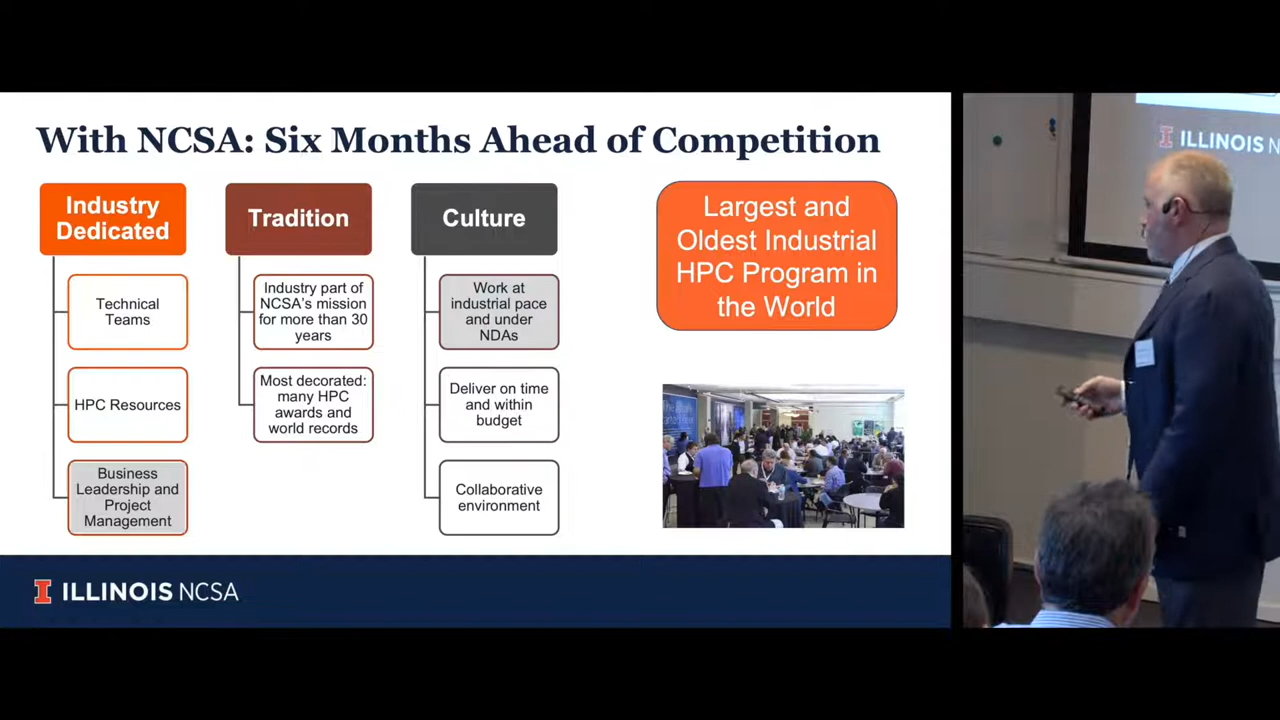 With NCSA: Six Months Ahead of Competition
Industry
Dedicated
Technical
Teams
HPC Resources
Business
Leadership and
Project
Management
Tradition
Industry part of
NCSA's mission
for more than 30
years
Most decorated:
many HPC
awards and
world records
Culture
Work at
industrial pace
and under
NDAs
Deliver on time
and within
budget
Collaborative
environment
Largest and
Oldest Industrial
HPC Program in
the World
ILLINOIS NCSA
ILLINOIS N